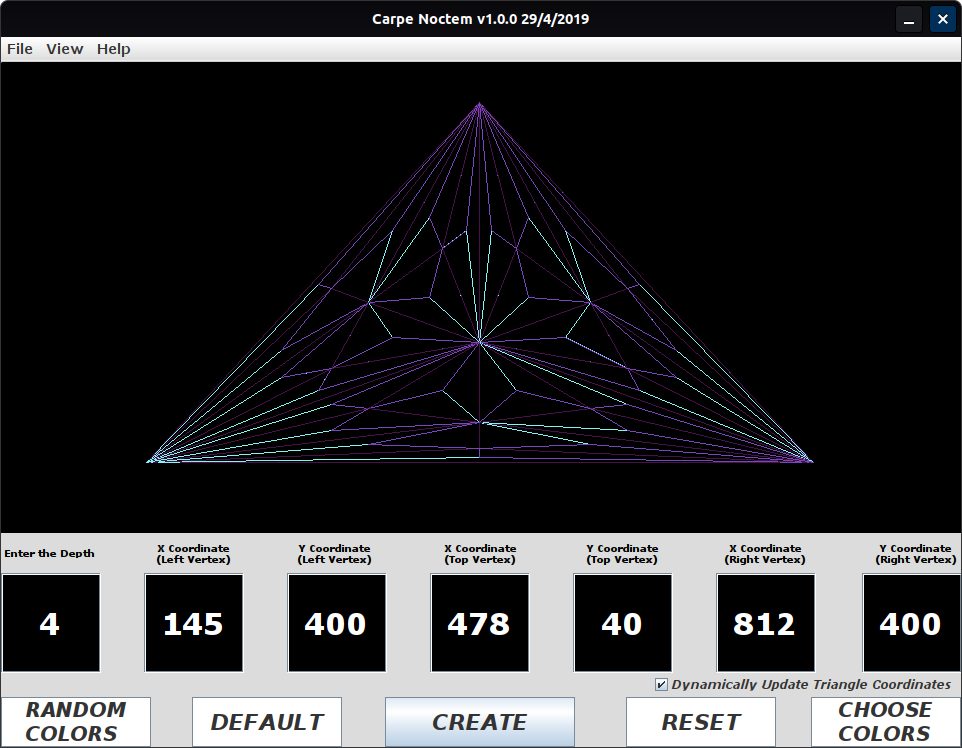 Carpe Noctem v1.0.0 29/4/2019
File View Help
Enter the Depth
X Coordinate
(Left Vertex)
Y Coordinate
(Left Vertex)
X Coordinate
(Top Vertex)
Y Coordinate
(Top Vertex)
X Coordinate
(Right Vertex)
Y Coordinate
(Right Vertex)
4 145 400 478 40 812 400
Dynamically Update Triangle Coordinates
RANDOM
COLORS
DEFAULT
CREATE
RESET
CHOOSE
COLORS